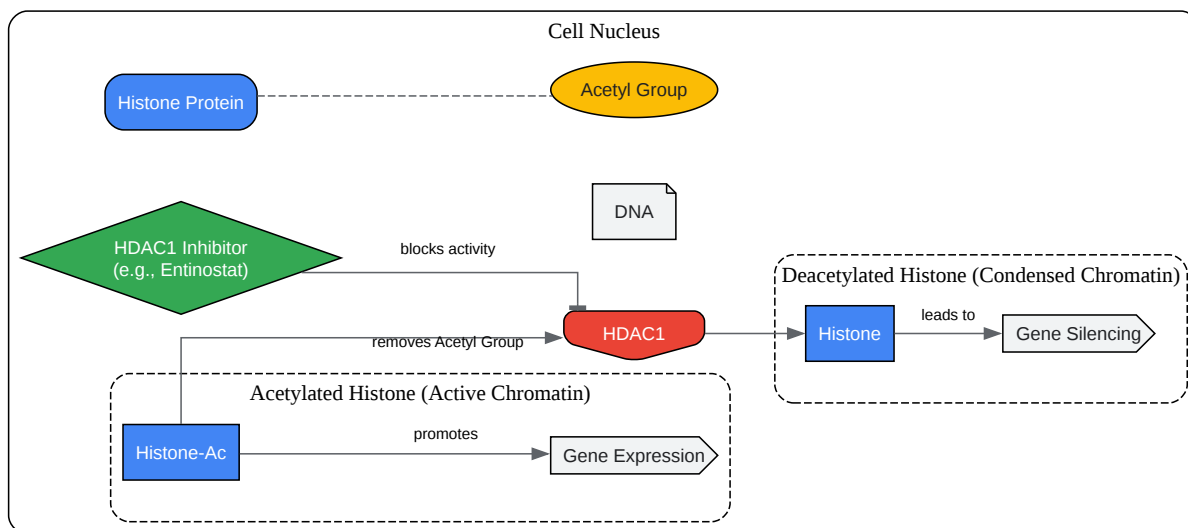 Cell Nucleus
Histone Protein
Acetyl Group
DNA
HDAC1 Inhibitor
(e.g., Entinostat)
blocks activity
Deacetylated Histone (Condensed Chromatin)
HDAC1
Histone
leads to
Gene Silencing
removes Acetyl Group
Acetylated Histone (Active Chromatin)
Histone-Ac
promotes
Gene Expression